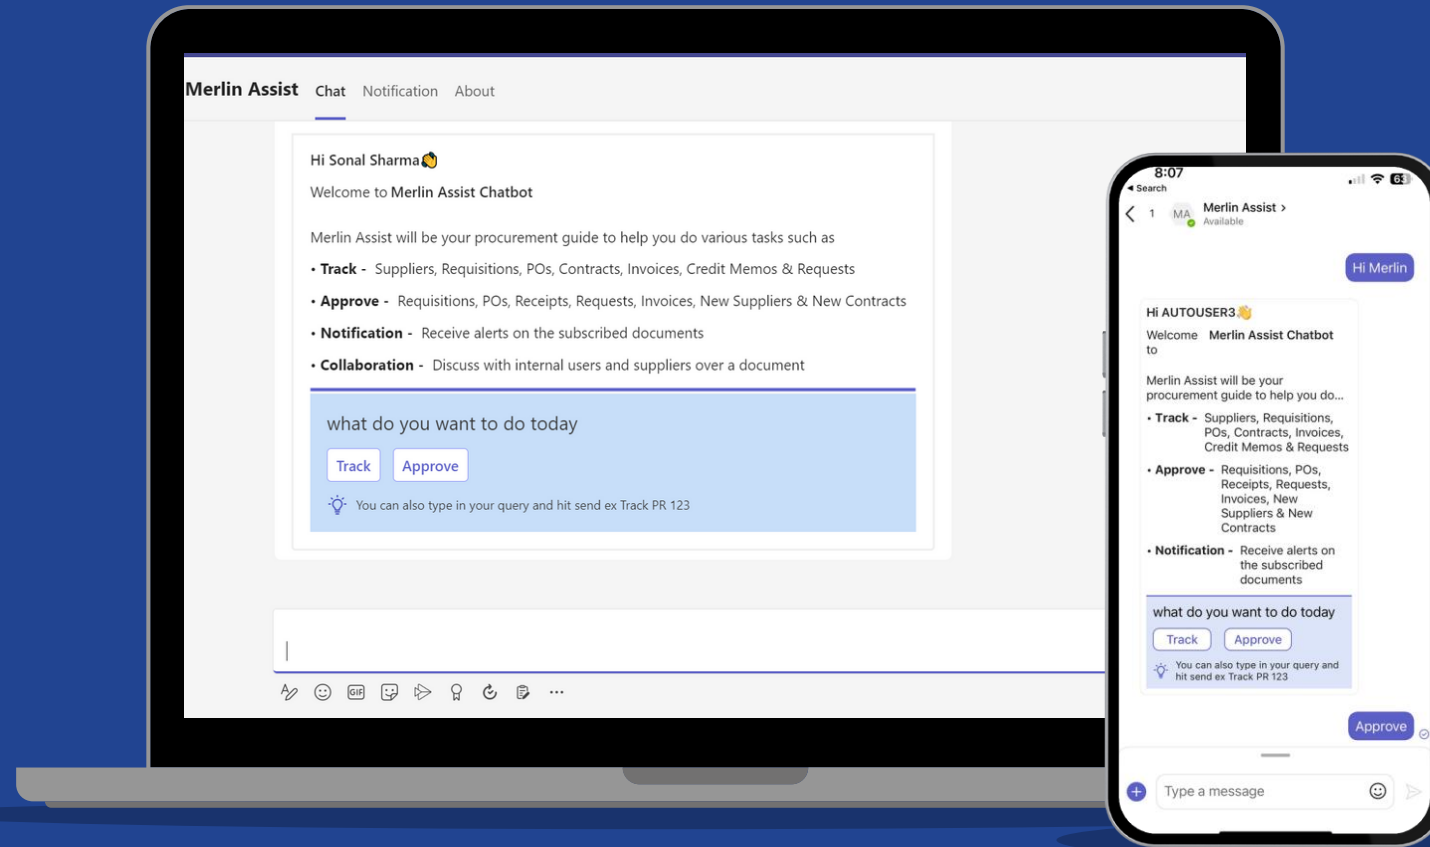 Merlin Assist Chat Notification About
Hi Sonal Sharma👋
Welcome to Merlin Assist Chatbot
Merlin Assist will be your procurement guide to help you do various tasks such as
• Track - Suppliers, Requisitions, POs, Contracts, Invoices, Credit Memos & Requests
• Approve - Requisitions, POs, Receipts, Requests, Invoices, New Suppliers & New Contracts
• Notification - Receive alerts on the subscribed documents
• Collaboration - Discuss with internal users and suppliers over a document
what do you want to do today
Track Approve
You can also type in your query and hit send ex Track PR 123
GIF
8:07
Search
63
1 MA Merlin Assist >
Available
Hi Merlin
Hi AUTOUSER3👋
Welcome Merlin Assist Chatbot
to
Merlin Assist will be your
procurement guide to help you do...
• Track - Suppliers, Requisitions,
POs, Contracts, Invoices,
Credit Memos & Requests
• Approve - Requisitions, POs,
Receipts, Requests,
Invoices, New
Suppliers & New
Contracts
• Notification - Receive alerts on
the subscribed
documents
what do you want to do today
Track Approve
You can also type in your query and
hit send ex Track PR 123
Approve
Type a message